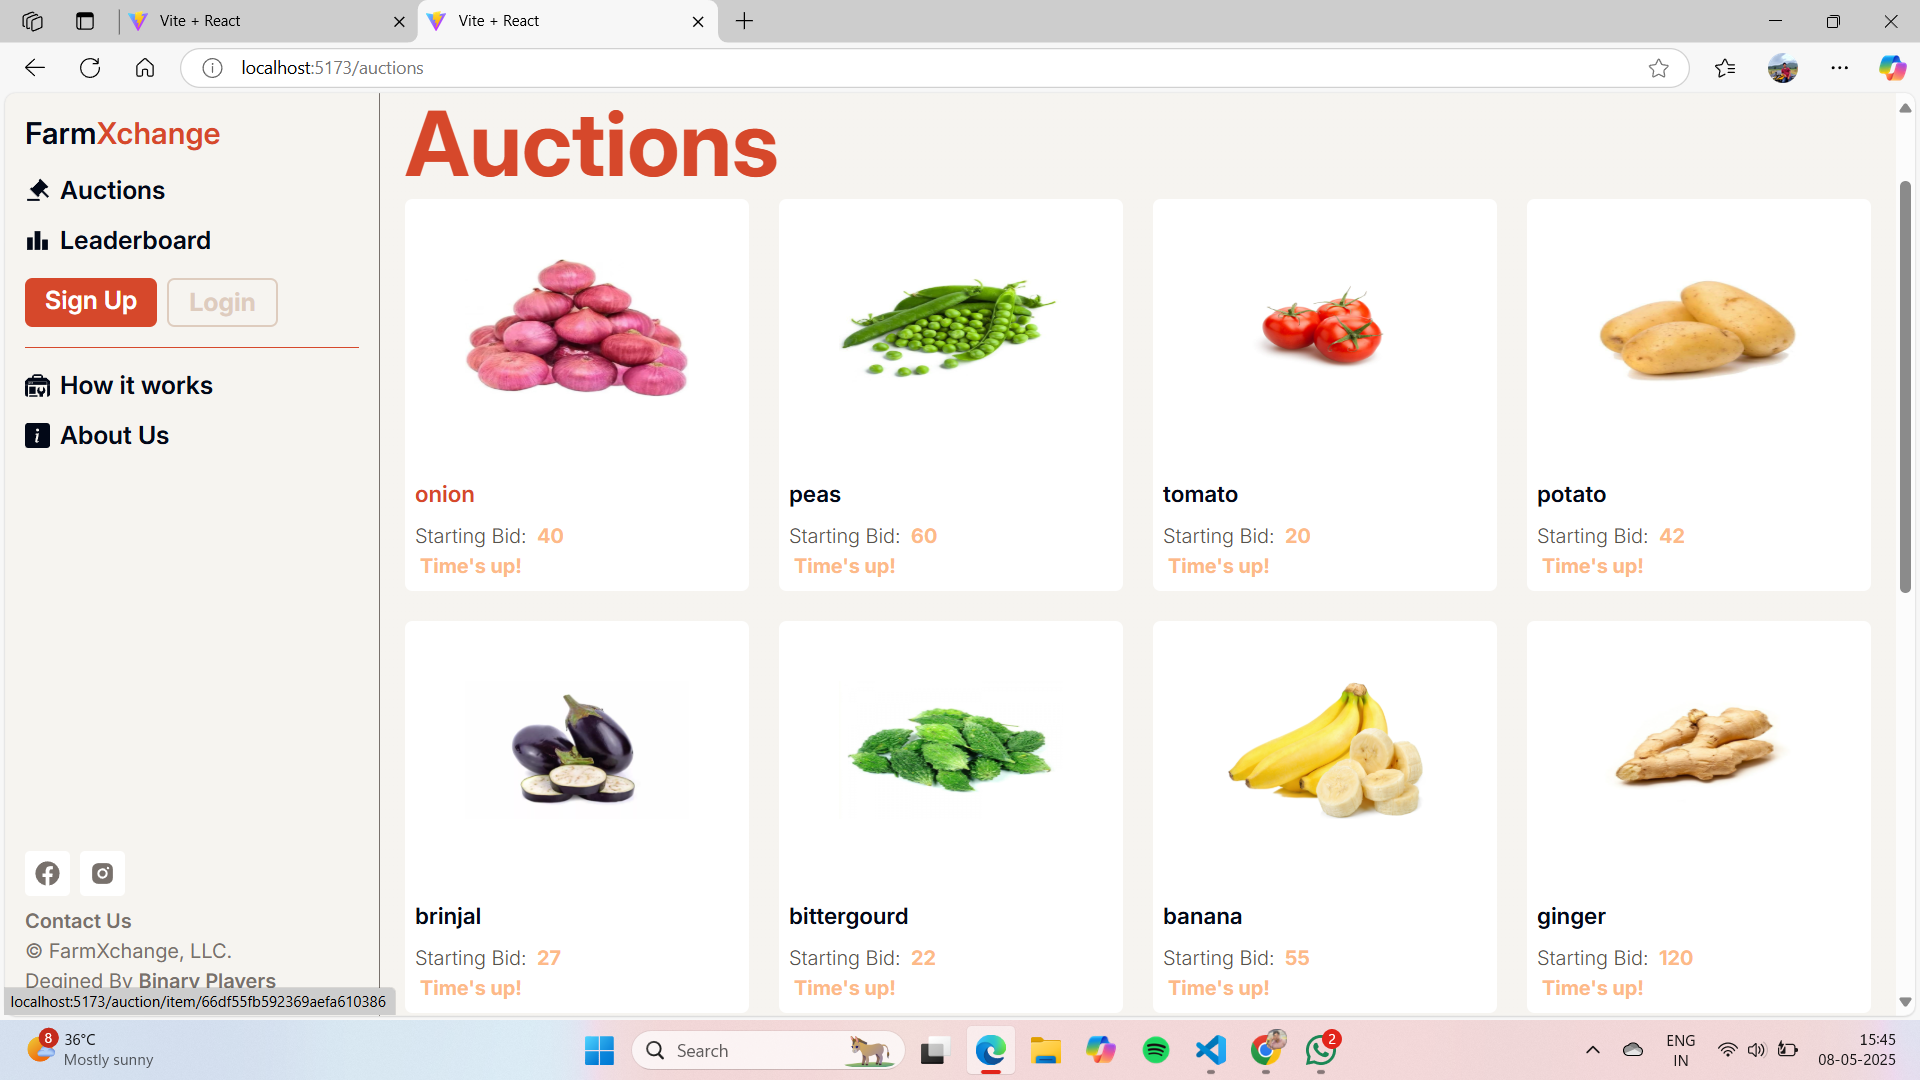 Vite + React
Vite + React
localhost:5173/auctions
FarmXchange
Auctions
Leaderboard
Sign Up
Login
How it works
About Us
Contact Us
© FarmXchange, LLC.
Degined By Binary Players
localhost:5173/auction/item/66df55fb592369aefa610386
Auctions
onion
Starting Bid: 40
Time's up!
peas
Starting Bid: 60
Time's up!
tomato
Starting Bid: 20
Time's up!
potato
Starting Bid: 42
Time's up!
brinjal
Starting Bid: 27
Time's up!
bittergourd
Starting Bid: 22
Time's up!
banana
Starting Bid: 55
Time's up!
ginger
Starting Bid: 120
Time's up!
8
36°C
Mostly sunny
Search
2
ENG
IN
15:45
08-05-2025